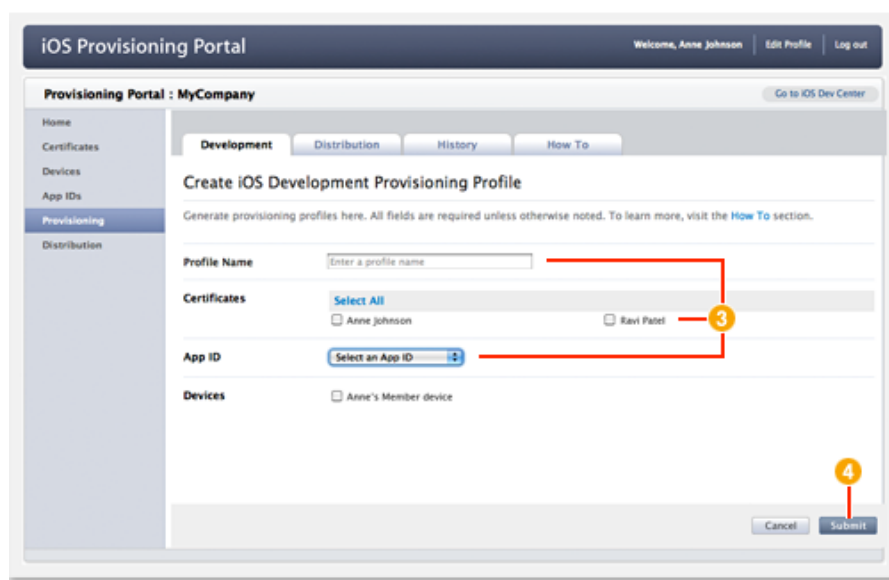 iOS Provisioning Portal
Welcome, Anne Johnson
Edit Profile
Log out
Provisioning Portal : MyCompany
Go to iOS Dev Center
Home
Certificates
Devices
App IDs
Provisioning
Distribution
Development
Distribution
History
How To
Create iOS Development Provisioning Profile
Generate provisioning profiles here. All fields are required unless otherwise noted. To learn more, visit the How To section.
Profile Name
Enter a profile name
Certificates
Select All
Anne Johnson
Ravi Patel
3
App ID
Select an App ID
Devices
Anne's Member device
4
Cancel
Submit